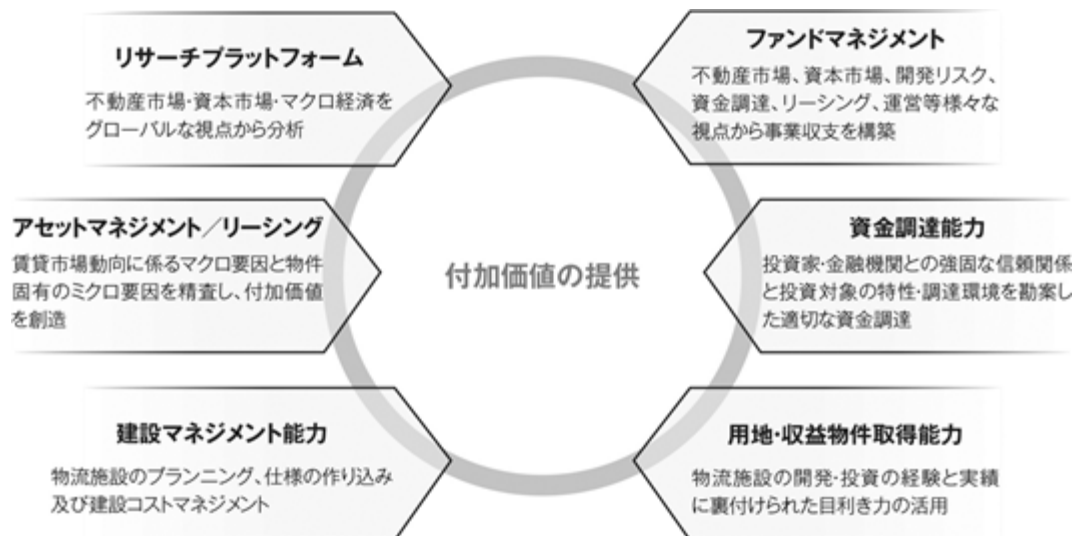 リサーチプラットフォーム
不動産市場・資本市場・マクロ経済を
グローバルな視点から分析
ファンドマネジメント
不動産市場、資本市場、開発リスク、
資金調達、リーシング、運営等様々な
視点から事業収支を構築
アセットマネジメント／リーシング
賃貸市場動向に係るマクロ要因と物件
固有のミクロ要因を精査し、付加価値
を創造
付加価値の提供
資金調達能力
投資家・金融機関との強固な信頼関係
と投資対象の特性・調達環境を勘案し
た適切な資金調達
建設マネジメント能力
物流施設のプランニング、仕様の作り込み
及び建設コストマネジメント
用地・収益物件取得能力
物流施設の開発・投資の経験と実績
に裏付けられた目利き力の活用